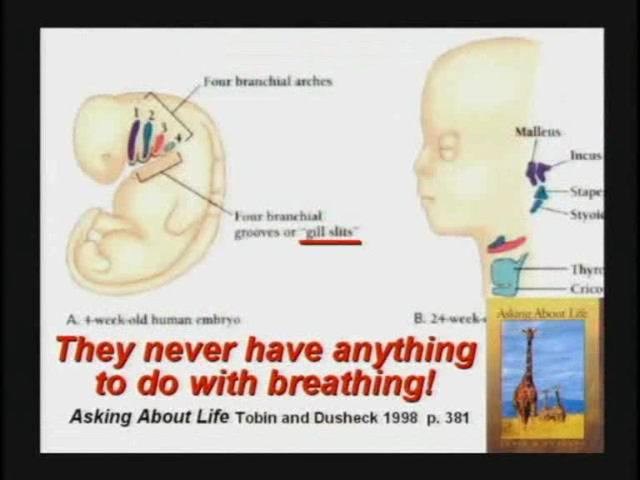 Four branchial arches
1 2 3 4
Malleus
Incus
Stape
Styoi
Four branchial
grooves or "gill slits"
Thyro
Crico
A. 4-week-old human embryo
B. 24-week-
Asking About Life
They never have anything
to do with breathing!
Asking About Life Tobin and Dusheck 1998 p. 381